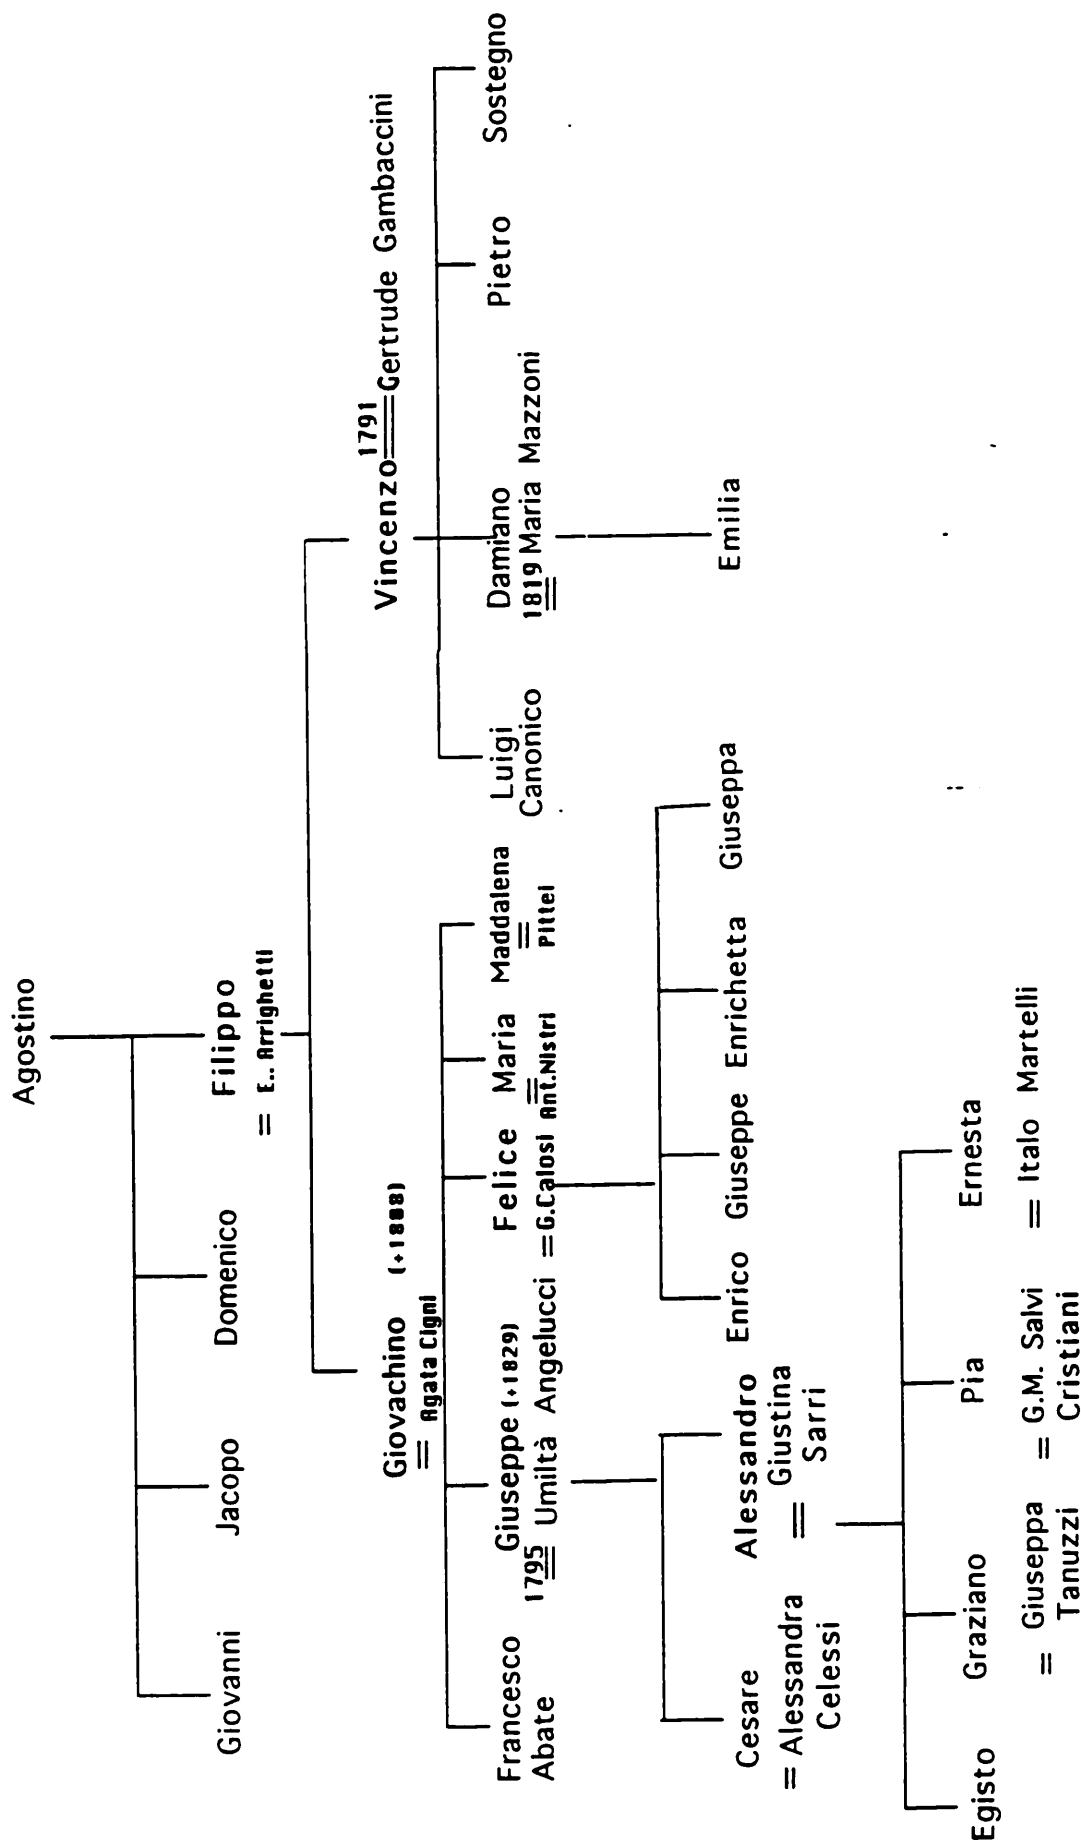 Agostino
Giovanni Jacopo Domenico Filippo
= E.. Arrighetti
Giovachino (+1808)
= Agata Cigni
Vincenzo 1791 = Gertrude Gambaccini
Francesco
Abate
Giuseppe (+1829)
1795 = Umiltà Angelucci
Felice
= G.Calosi
Maria
= Ant.Nistri
Maddalena
= Pittei
Luigi
Canonico
Damiano
1819 = Maria Mazzoni
Pietro
Sostegno
Cesare
= Alessandra
Celessi
Alessandro
= Giustina
Sarri
Enrico Giuseppe Enrichetta Giuseppa
Emilia
Egisto
Graziano
= Giuseppa
Tanuzzi
Pia
= G.M. Salvi
Cristiani
Ernesta
= Italo Martelli